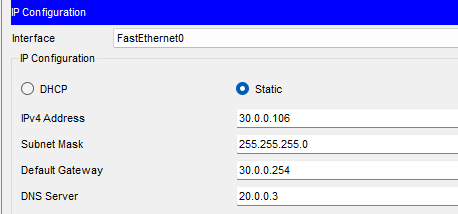 IP Configuration
Interface FastEthernet0
IP Configuration
DHCP Static
IPv4 Address 30.0.0.106
Subnet Mask 255.255.255.0
Default Gateway 30.0.0.254
DNS Server 20.0.0.3